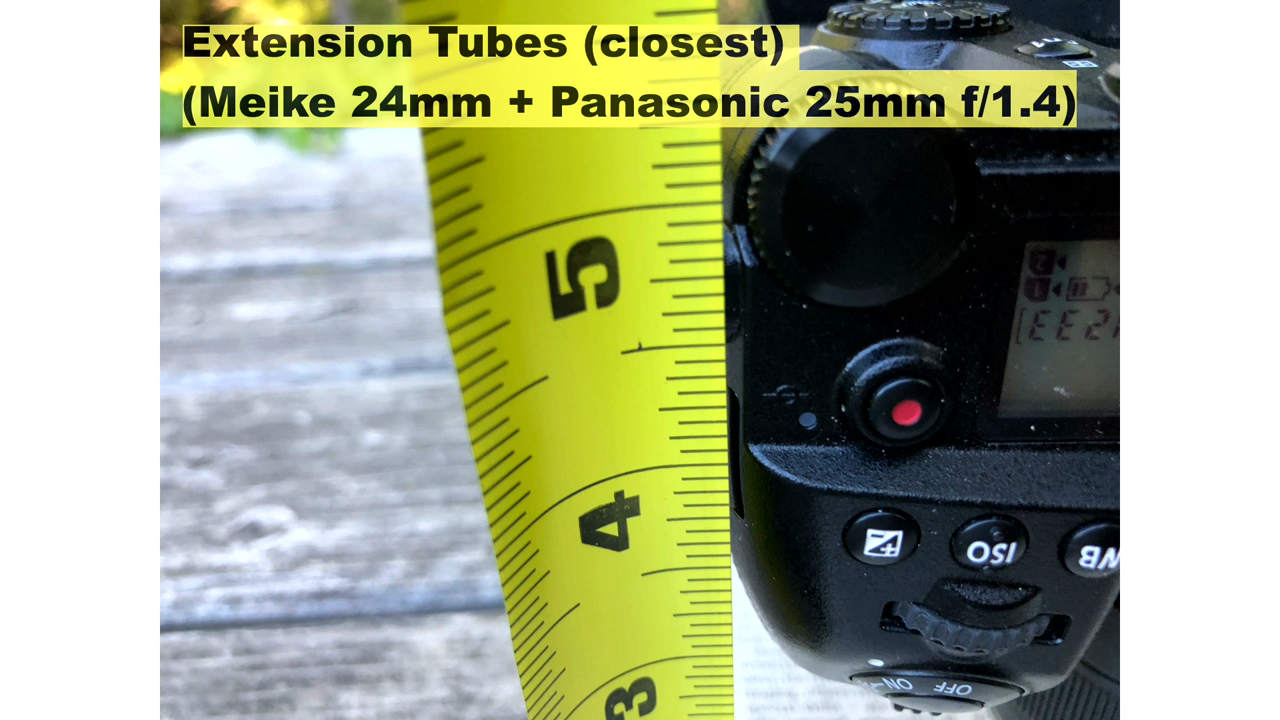 Extension Tubes (closest)
(Meike 24mm + Panasonic 25mm f/1.4)
5
4
3
ISO
WB
ON
OFF